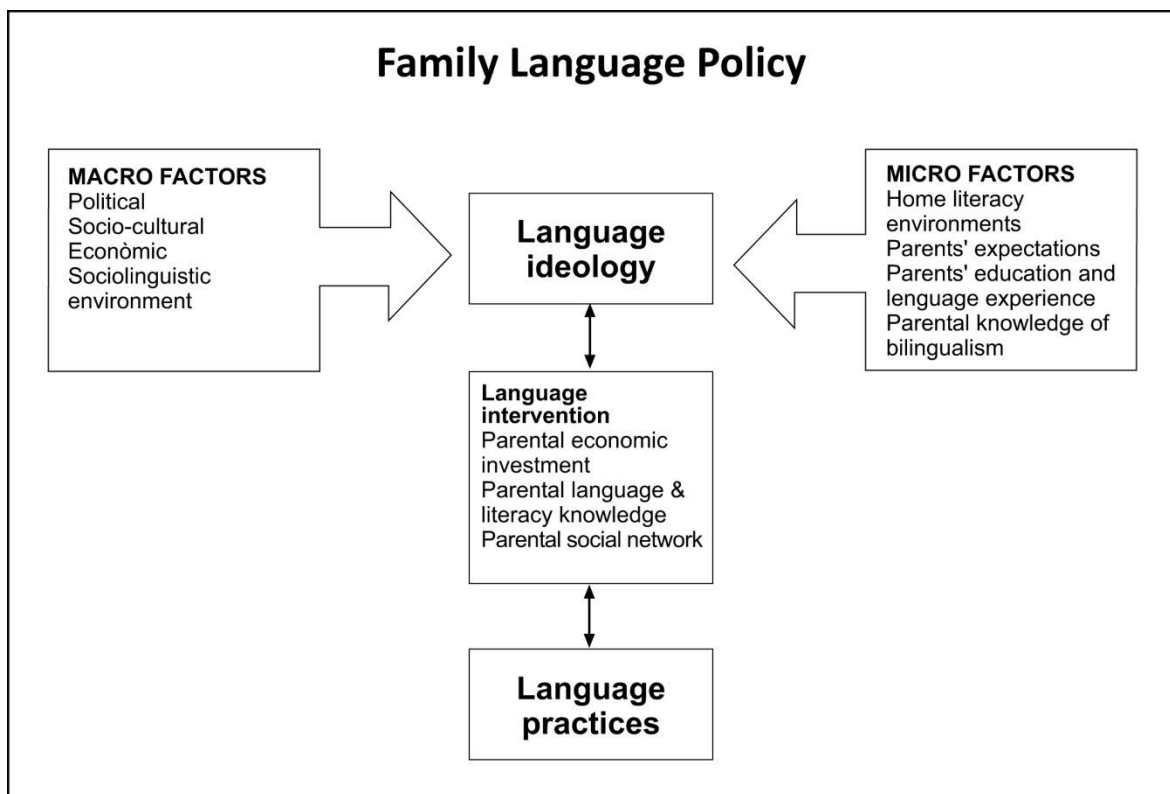 Family Language Policy
MACRO FACTORS
Political
Socio-cultural
Econòmic
Sociolinguistic
environment
Language
ideology
MICRO FACTORS
Home literacy
environments
Parents' expectations
Parents' education and
lenguage experience
Parental knowledge of
bilingualism
Language
intervention
Parental economic
investment
Parental language &
literacy knowledge
Parental social network
Language
practices